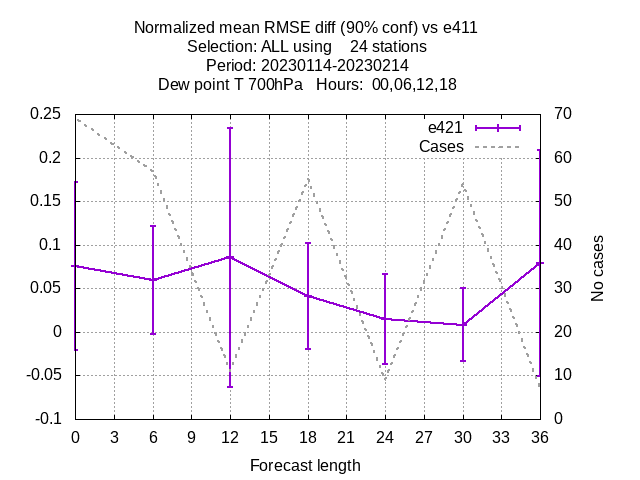 Normalized mean RMSE diff (90% conf) vs e411
Selection: ALL using    24 stations
Period: 20230114-20230214
Dew point T 700hPa   Hours:  00,06,12,18
0.25
0.2
0.15
0.1
0.05
0
-0.05
-0.1
e421
Cases
70
60
50
40
30
20
10
0
No cases
0 3 6 9 12 15 18 21 24 27 30 33 36
Forecast length